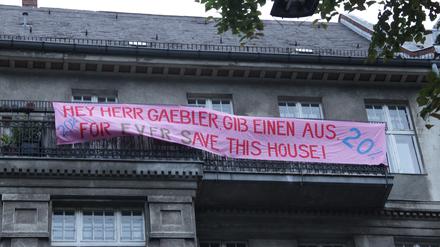 HEY HERR GAEBLER GIB EINEN AUS
FOR EVER SAVE THIS HOUSE!
20